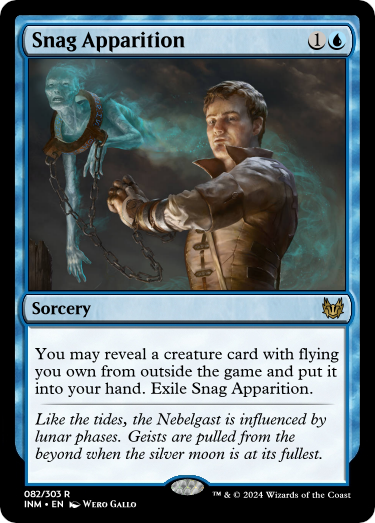 Snag Apparition 1
Sorcery
You may reveal a creature card with flying
you own from outside the game and put it
into your hand. Exile Snag Apparition.
Like the tides, the Nebelgast is influenced by
lunar phases. Geists are pulled from the
beyond when the silver moon is at its fullest.
082/303 R
INM • EN Wero Gallo
™ & © 2024 Wizards of the Coast